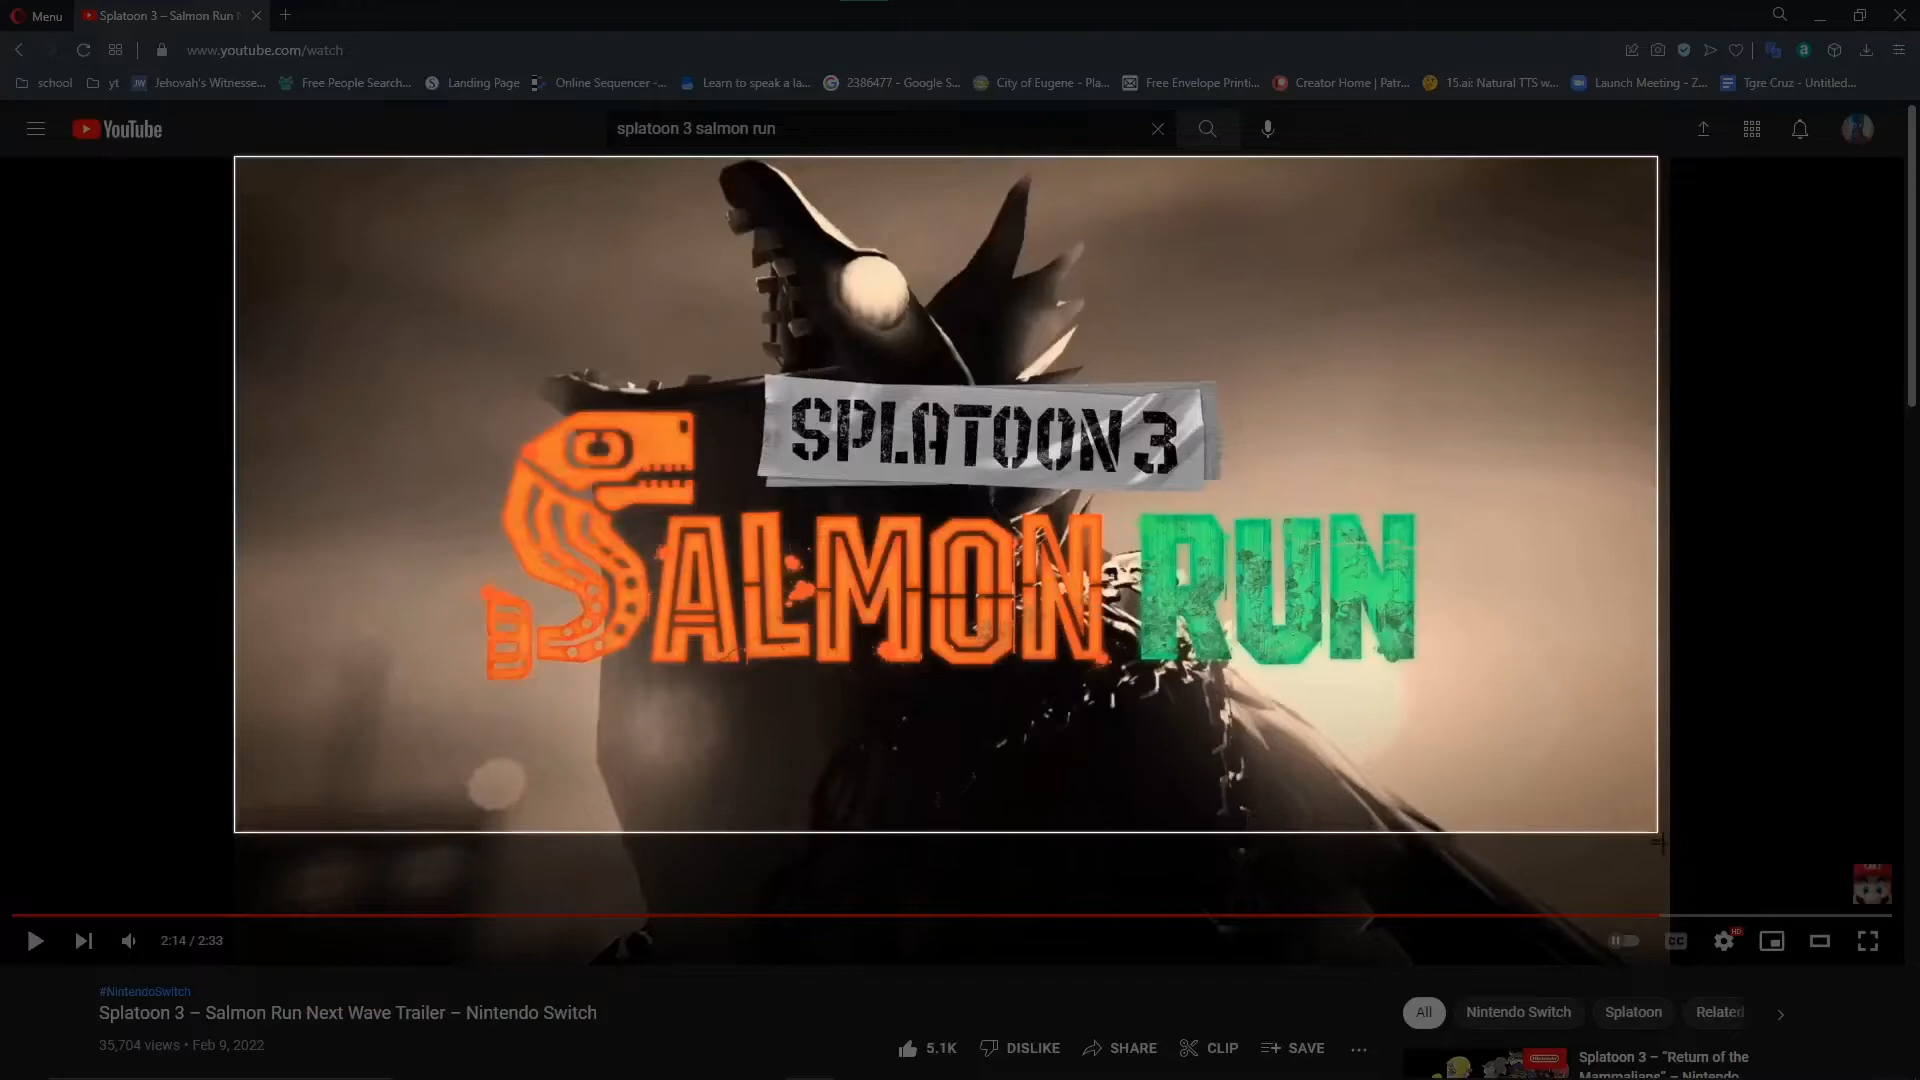 Menu
Splatoon 3 – Salmon Run N
www.youtube.com/watch
school
yt
Jehovah's Witnesse...
Free People Search...
Landing Page
Online Sequencer -...
Learn to speak a la...
2386477 - Google S...
City of Eugene - Pla...
Free Envelope Printi...
Creator Home | Patr...
15.ai: Natural TTS w...
Launch Meeting - Z...
Tgre Cruz - Untitled...
YouTube
splatoon 3 salmon run
SPLATOON 3
SALMON RUN
2:14 / 2:33
CC
HD
#NintendoSwitch
Splatoon 3 – Salmon Run Next Wave Trailer – Nintendo Switch
35,704 views • Feb 9, 2022
5.1K
DISLIKE
SHARE
CLIP
SAVE
All
Nintendo Switch
Splatoon
Related
Splatoon 3 – "Return of the
Mammalians" – Nintendo